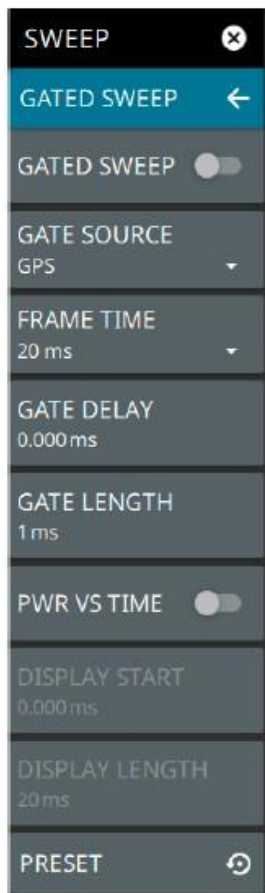 SWEEP
GATED SWEEP
GATED SWEEP
GATE SOURCE
GPS
FRAME TIME
20 ms
GATE DELAY
0.000 ms
GATE LENGTH
1 ms
PWR VS TIME
DISPLAY START
0.000 ms
DISPLAY LENGTH
20 ms
PRESET